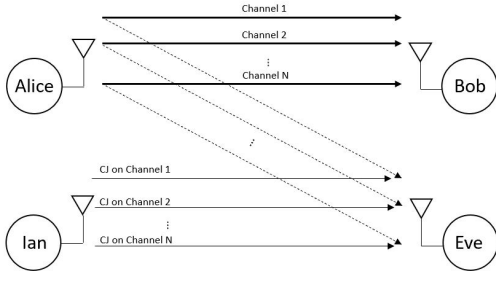 Channel 1
Channel 2
⋮
Channel N
Alice
Bob
⋮
CJ on Channel 1
CJ on Channel 2
⋮
CJ on Channel N
Ian
Eve